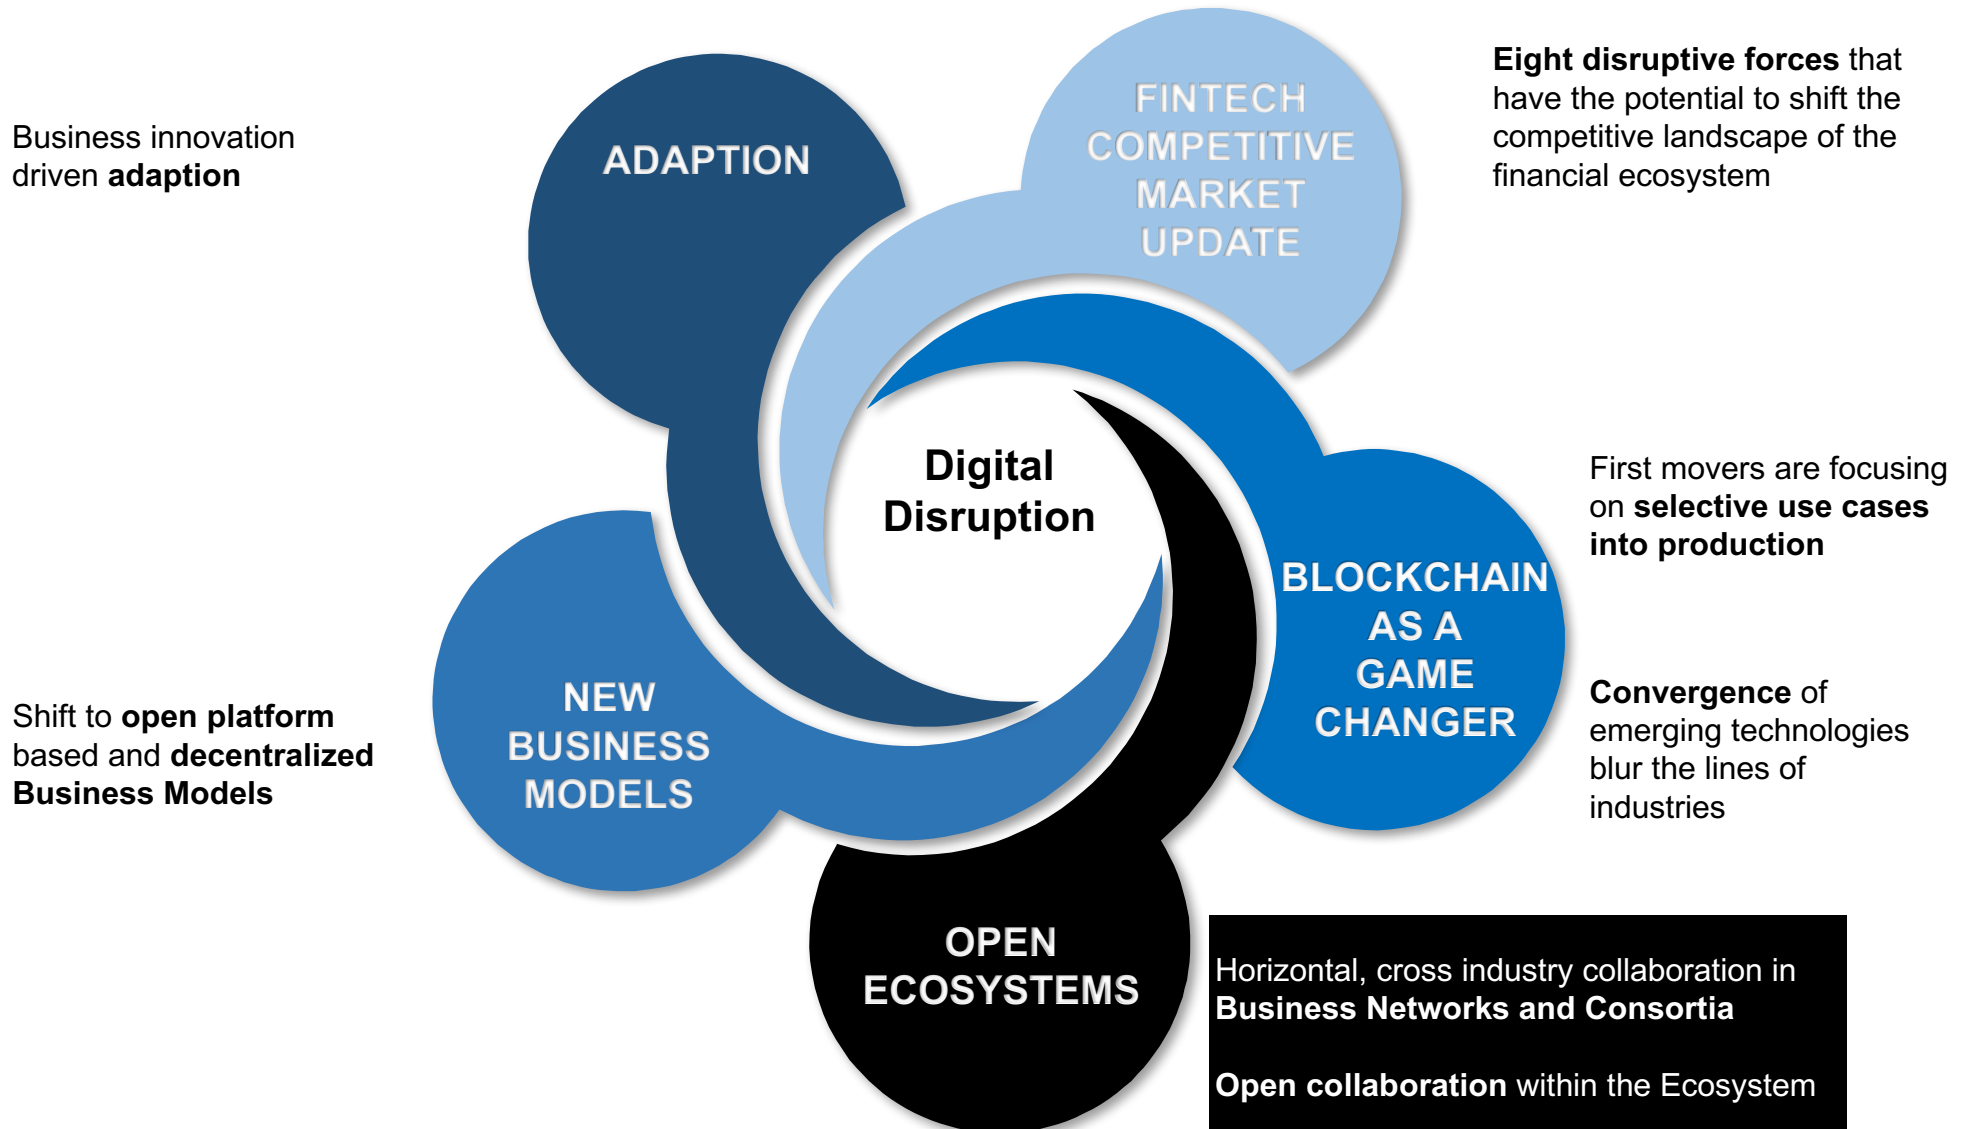 Business innovation
driven adaption
ADAPTION
FINTECH
COMPETITIVE
MARKET
UPDATE
Eight disruptive forces that
have the potential to shift the
competitive landscape of the
financial ecosystem
Digital
Disruption
First movers are focusing
on selective use cases
into production
BLOCKCHAIN
AS A
GAME
CHANGER
Convergence of
emerging technologies
blur the lines of
industries
Shift to open platform
based and decentralized
Business Models
NEW
BUSINESS
MODELS
OPEN
ECOSYSTEMS
Horizontal, cross industry collaboration in
Business Networks and Consortia
Open collaboration within the Ecosystem